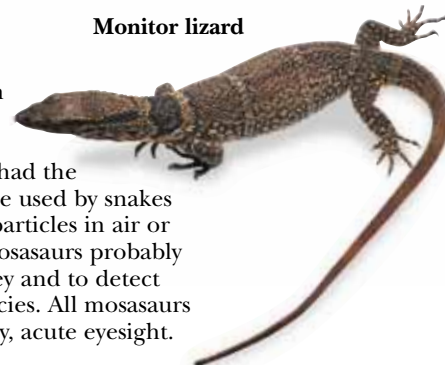 Monitor lizard
n
had the
e used by snakes
particles in air or
osasaurs probably
ey and to detect
cies. All mosasaurs
y, acute eyesight.